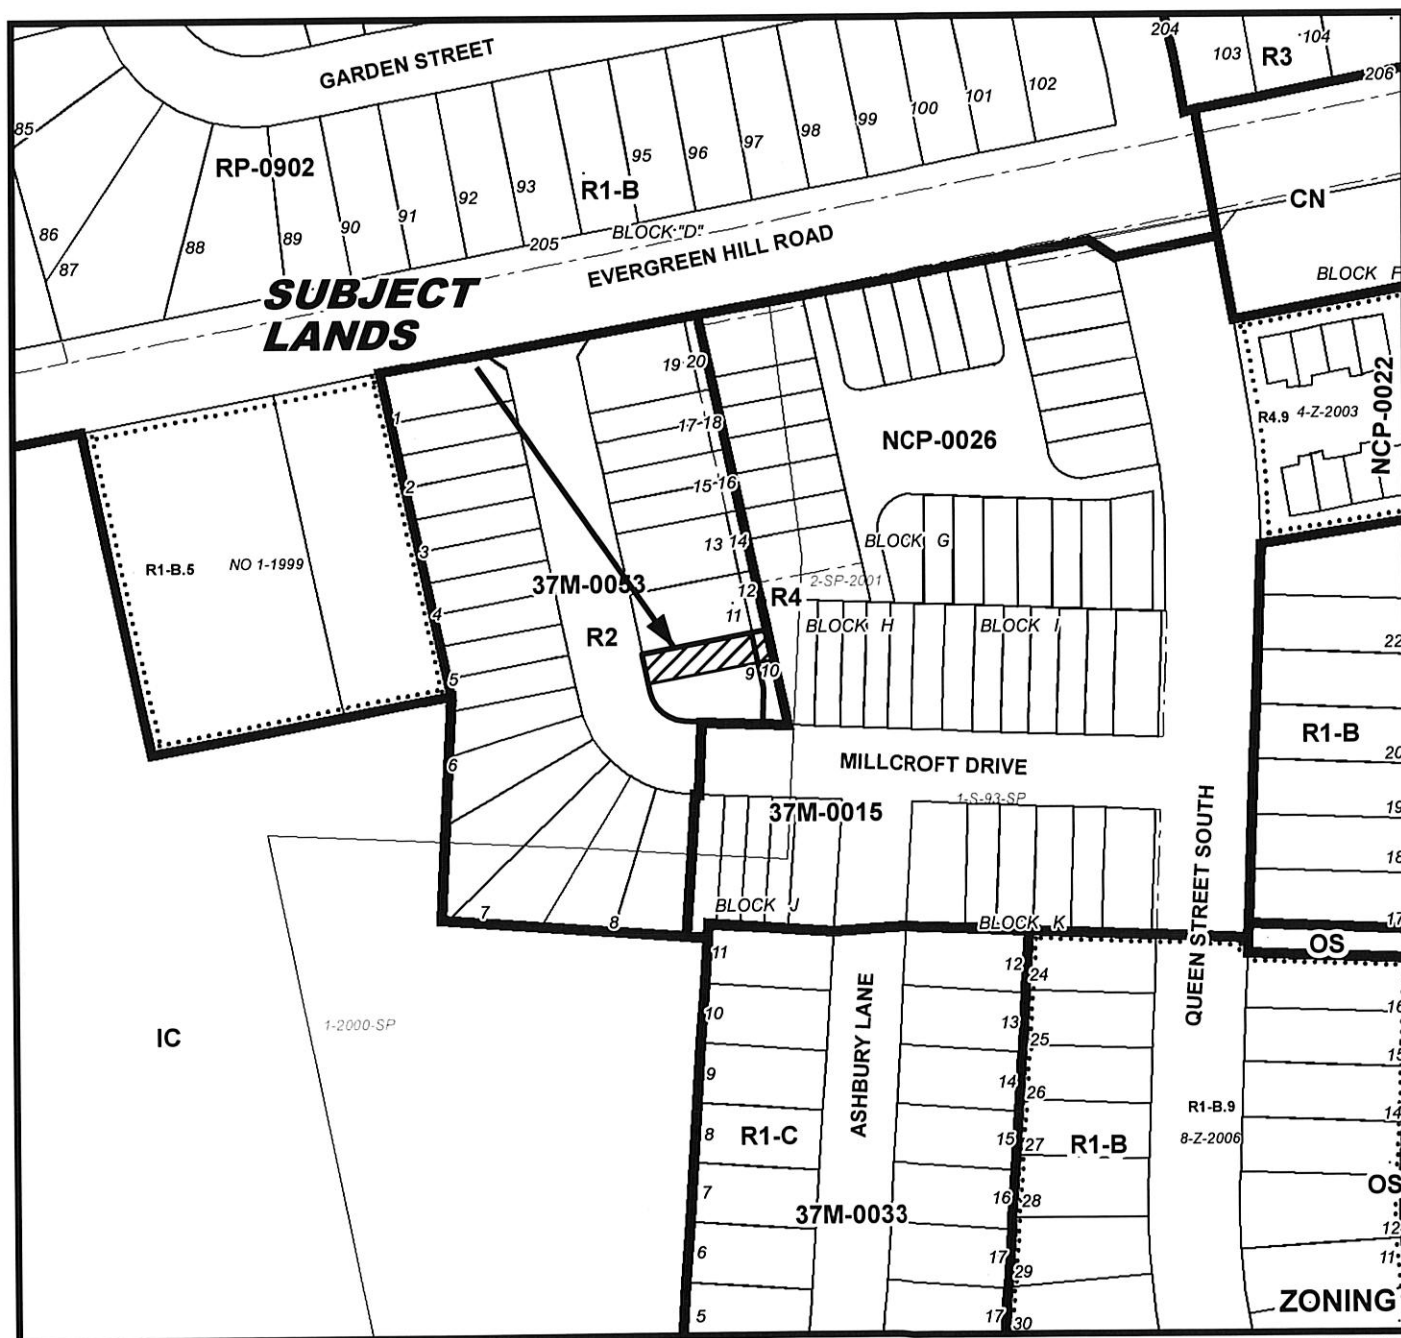 204
103
R3
104
206
GARDEN STREET
102
101
100
99
98
97
96
95
R1-B
93
92
91
90
89
88
87
86
85
RP-0902
205
BLOCK "D"
EVERGREEN HILL ROAD
CN
BLOCK F
SUBJECT
LANDS
19 20
17 18
15 16
13 14
12
11
9 10
1
2
3
4
5
6
7
8
R1-B.5
NO 1-1999
37M-0053
R2
R4
NCP-0026
BLOCK G
2-SP-2001
BLOCK H
BLOCK I
R4.9
4-Z-2003
NCP-0022
22
R1-B
20
19
18
17
MILLCROFT DRIVE
1-S-93-SP
37M-0015
BLOCK J
BLOCK K
QUEEN STREET SOUTH
OS
IC
1-2000-SP
11
10
9
8
7
6
5
R1-C
ASHBURY LANE
37M-0033
12
13
14
15
16
17
17
24
25
26
27
28
29
30
R1-B
R1-B.9
8-Z-2006
16
15
14
OS
12
11
ZONING